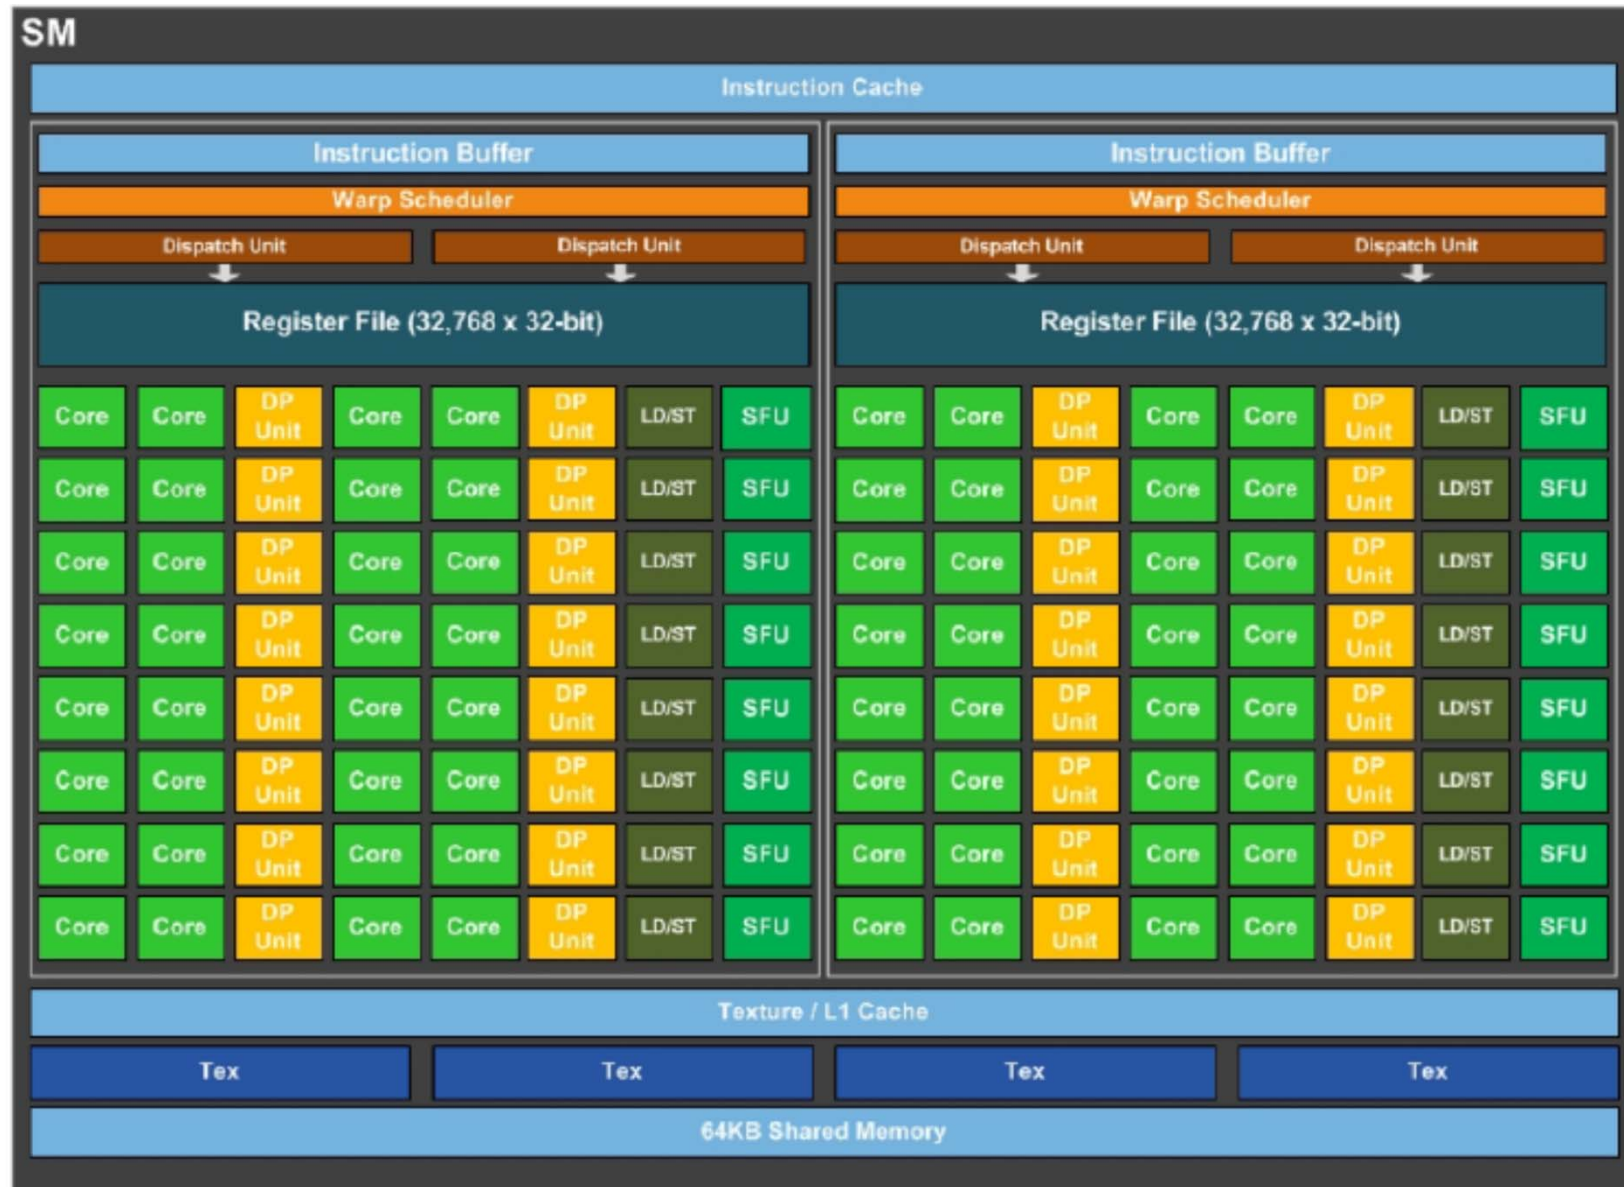 SM
Instruction Cache
Instruction Buffer Instruction Buffer
Warp Scheduler Warp Scheduler
Dispatch Unit Dispatch Unit Dispatch Unit Dispatch Unit
Register File (32,768 x 32-bit) Register File (32,768 x 32-bit)
Core Core DP Unit Core Core DP Unit LD/ST SFU Core Core DP Unit Core Core DP Unit LD/ST SFU
Core Core DP Unit Core Core DP Unit LD/ST SFU Core Core DP Unit Core Core DP Unit LD/ST SFU
Core Core DP Unit Core Core DP Unit LD/ST SFU Core Core DP Unit Core Core DP Unit LD/ST SFU
Core Core DP Unit Core Core DP Unit LD/ST SFU Core Core DP Unit Core Core DP Unit LD/ST SFU
Core Core DP Unit Core Core DP Unit LD/ST SFU Core Core DP Unit Core Core DP Unit LD/ST SFU
Core Core DP Unit Core Core DP Unit LD/ST SFU Core Core DP Unit Core Core DP Unit LD/ST SFU
Core Core DP Unit Core Core DP Unit LD/ST SFU Core Core DP Unit Core Core DP Unit LD/ST SFU
Core Core DP Unit Core Core DP Unit LD/ST SFU Core Core DP Unit Core Core DP Unit LD/ST SFU
Texture / L1 Cache
Tex Tex Tex Tex
64KB Shared Memory